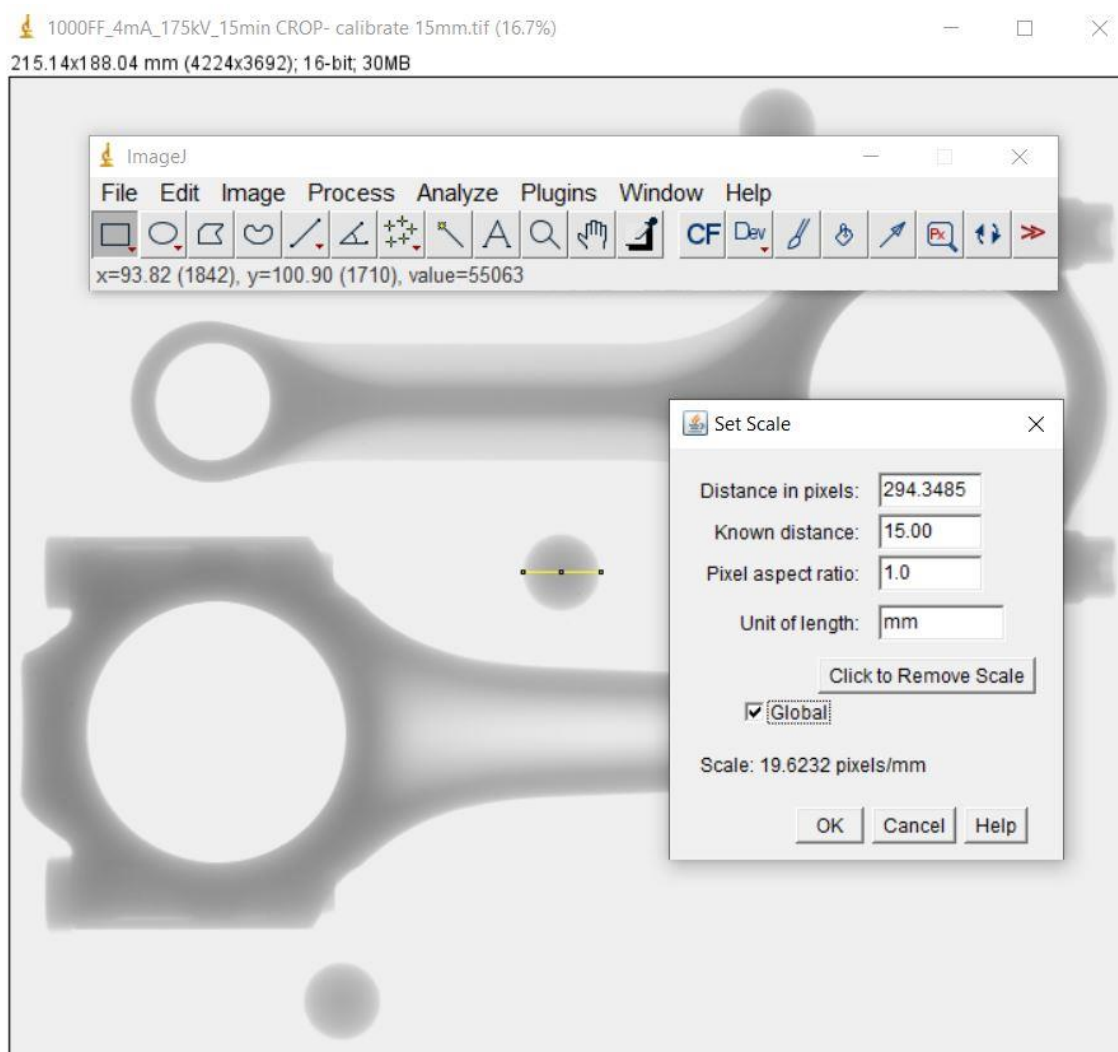 1000FF_4mA_175kV_15min CROP- calibrate 15mm.tif (16.7%)
215.14x188.04 mm (4224x3692); 16-bit; 30MB
ImageJ
File Edit Image Process Analyze Plugins Window Help
A CF Dev Px >>
x=93.82 (1842), y=100.90 (1710), value=55063
Set Scale
Distance in pixels: 294.3485
Known distance: 15.00
Pixel aspect ratio: 1.0
Unit of length: mm
Click to Remove Scale
Global
Scale: 19.6232 pixels/mm
OK Cancel Help